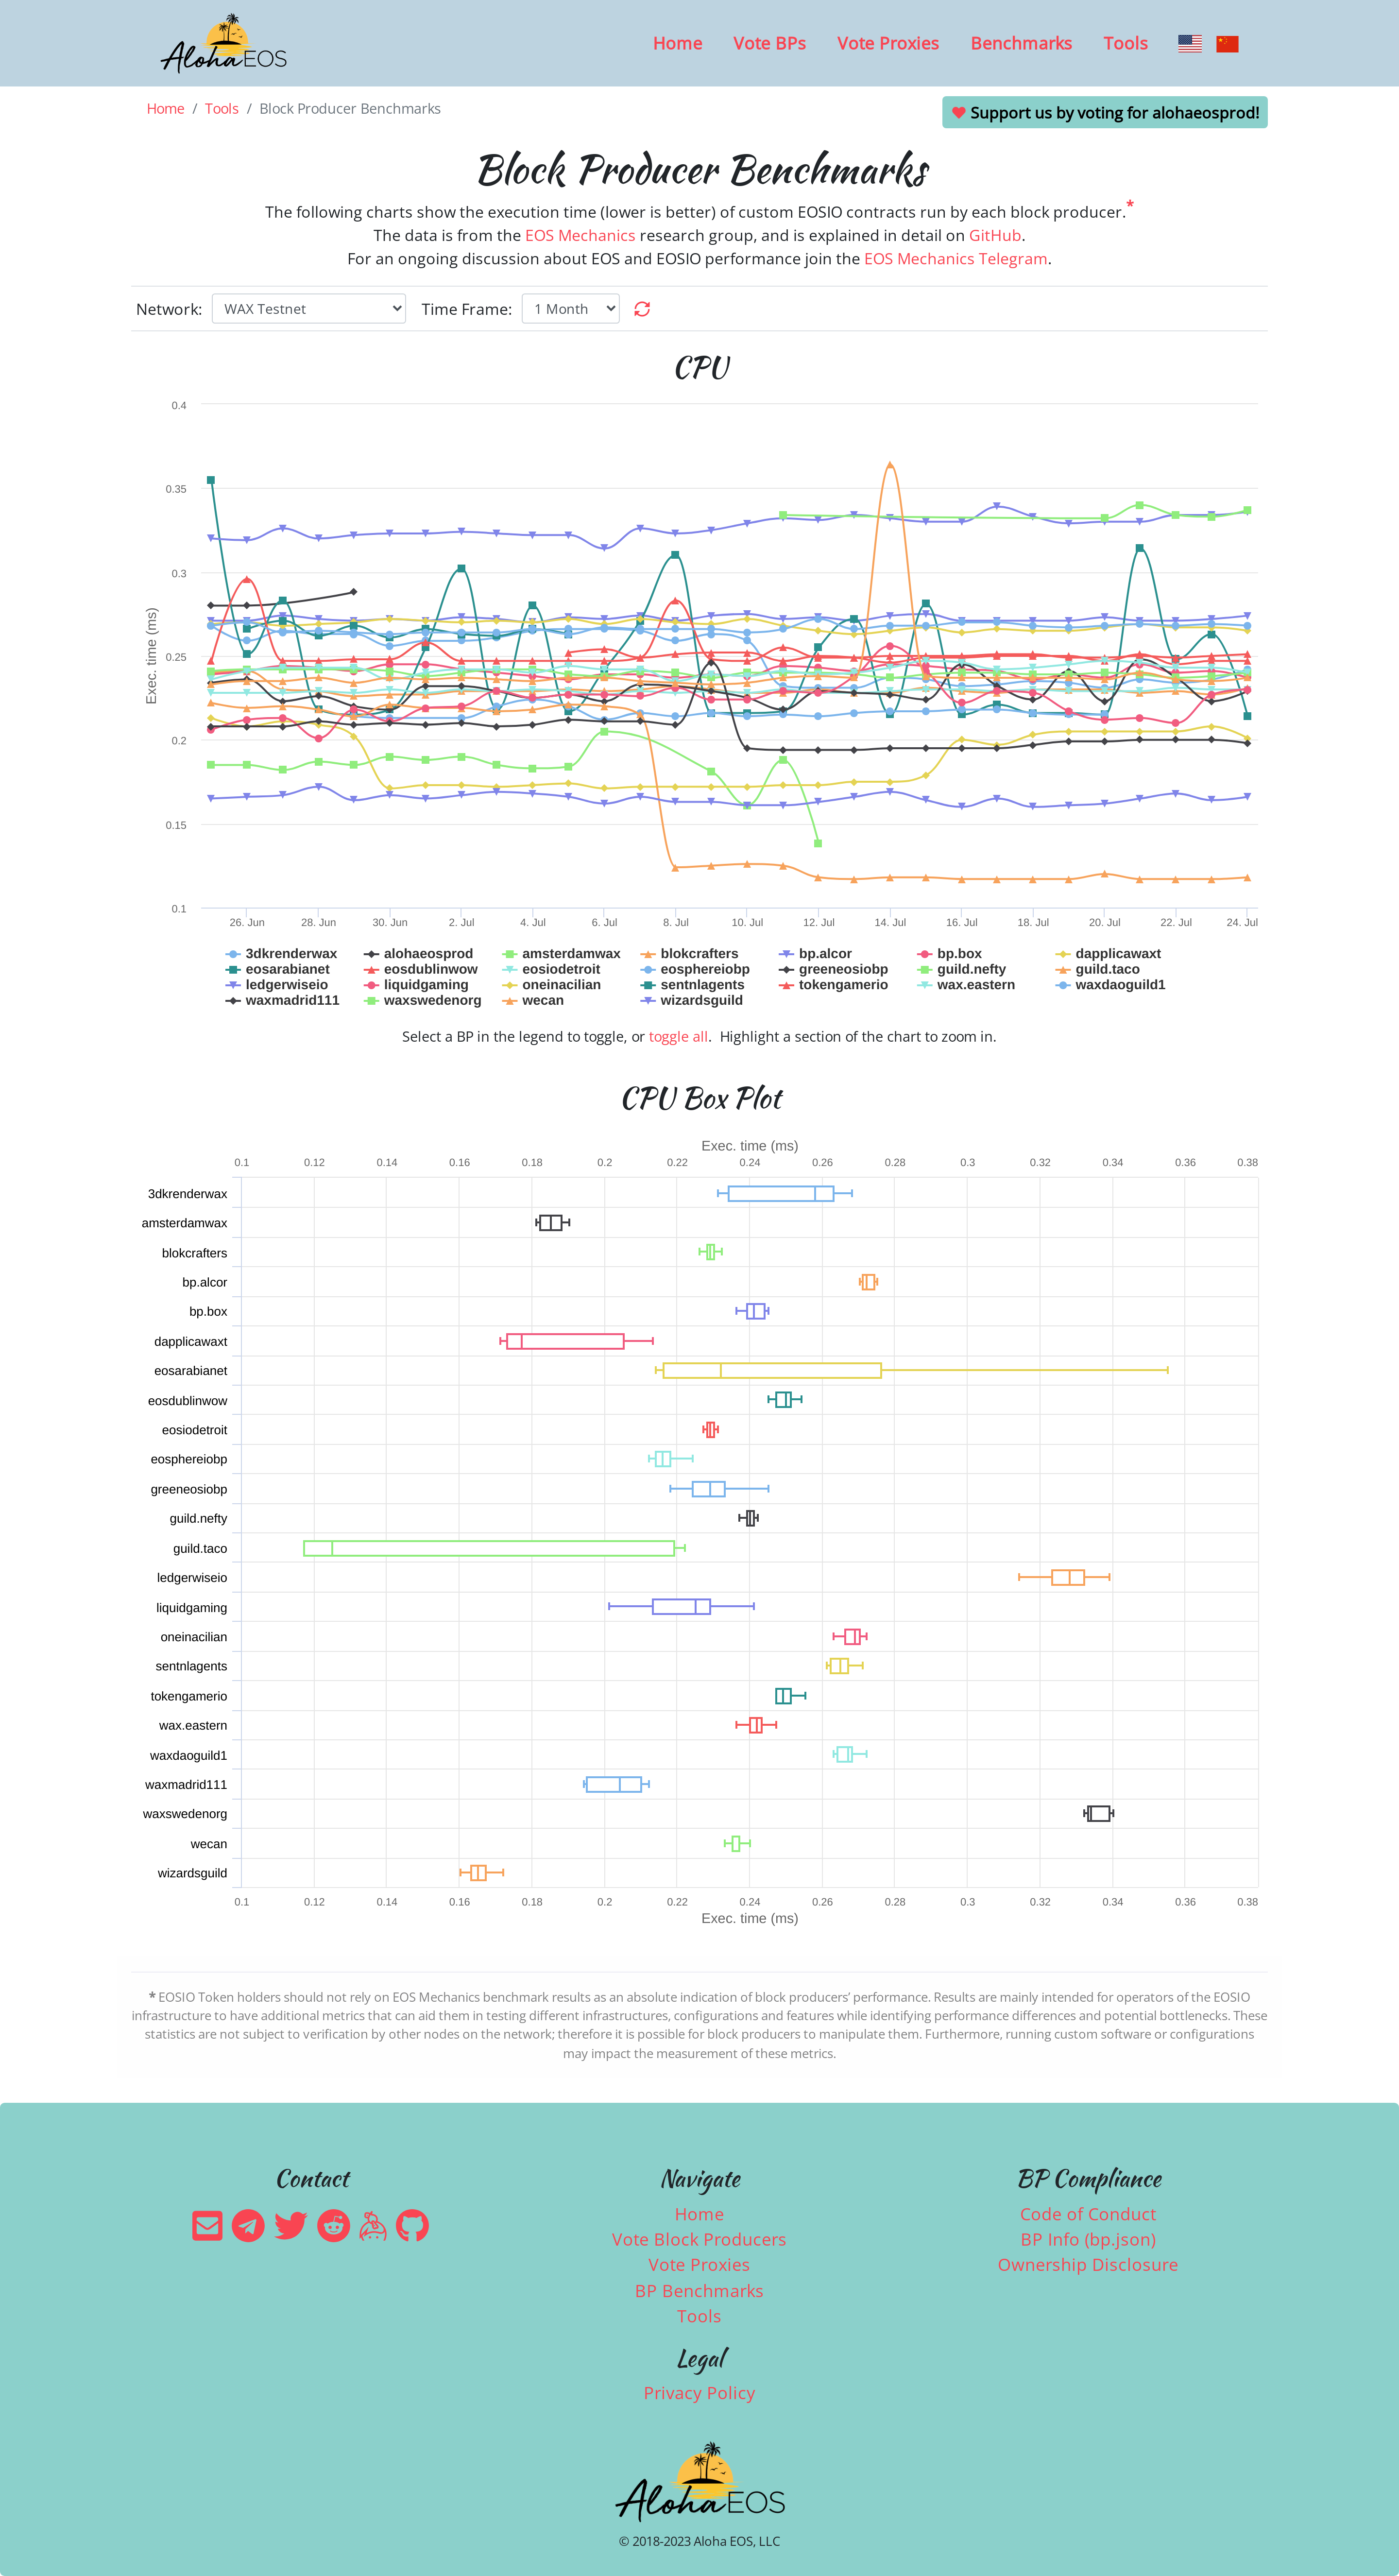 Aloha EOS
Home Vote BPs Vote Proxies Benchmarks Tools
Home / Tools / Block Producer Benchmarks
Support us by voting for alohaeosprod!
Block Producer Benchmarks
The following charts show the execution time (lower is better) of custom EOSIO contracts run by each block producer.*
The data is from the EOS Mechanics research group, and is explained in detail on GitHub.
For an ongoing discussion about EOS and EOSIO performance join the EOS Mechanics Telegram.
Network: WAX Testnet Time Frame: 1 Month
CPU
0.4
0.35
0.3
0.25
0.2
0.15
0.1
Exec. time (ms)
26. Jun 28. Jun 30. Jun 2. Jul 4. Jul 6. Jul 8. Jul 10. Jul 12. Jul 14. Jul 16. Jul 18. Jul 20. Jul 22. Jul 24. Jul
3dkrenderwax alohaeosprod amsterdamwax blokcrafters bp.alcor bp.box dapplicawaxt
eosarabianet eosdublinwow eosiodetroit eosphereiobp greeneosiobp guild.nefty guild.taco
ledgerwiseio liquidgaming oneinacilian sentnlagents tokengamerio wax.eastern waxdaoguild1
waxmadrid111 waxswedenorg wecan wizardsguild
Select a BP in the legend to toggle, or toggle all. Highlight a section of the chart to zoom in.
CPU Box Plot
Exec. time (ms)
0.1 0.12 0.14 0.16 0.18 0.2 0.22 0.24 0.26 0.28 0.3 0.32 0.34 0.36 0.38
3dkrenderwax
amsterdamwax
blokcrafters
bp.alcor
bp.box
dapplicawaxt
eosarabianet
eosdublinwow
eosiodetroit
eosphereiobp
greeneosiobp
guild.nefty
guild.taco
ledgerwiseio
liquidgaming
oneinacilian
sentnlagents
tokengamerio
wax.eastern
waxdaoguild1
waxmadrid111
waxswedenorg
wecan
wizardsguild
0.1 0.12 0.14 0.16 0.18 0.2 0.22 0.24 0.26 0.28 0.3 0.32 0.34 0.36 0.38
Exec. time (ms)
* EOSIO Token holders should not rely on EOS Mechanics benchmark results as an absolute indication of block producers’ performance. Results are mainly intended for operators of the EOSIO
infrastructure to have additional metrics that can aid them in testing different infrastructures, configurations and features while identifying performance differences and potential bottlenecks. These
statistics are not subject to verification by other nodes on the network; therefore it is possible for block producers to manipulate them. Furthermore, running custom software or configurations
may impact the measurement of these metrics.
Contact
Navigate
Home
Vote Block Producers
Vote Proxies
BP Benchmarks
Tools
BP Compliance
Code of Conduct
BP Info (bp.json)
Ownership Disclosure
Legal
Privacy Policy
Aloha EOS
© 2018-2023 Aloha EOS, LLC